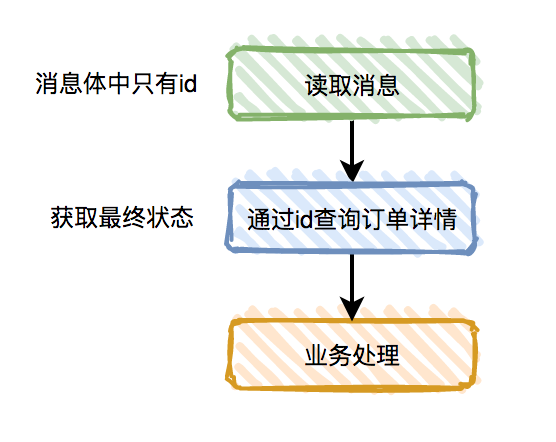 消息体中只有id
读取消息
获取最终状态
通过id查询订单详情
业务处理